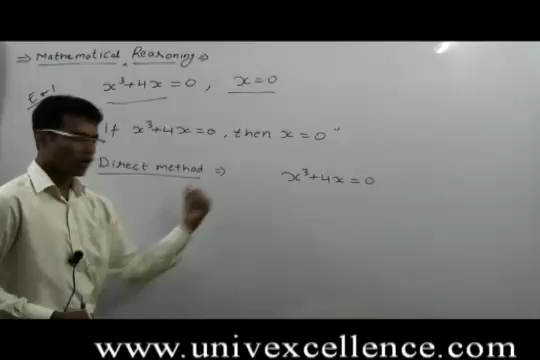 ⇒ Mathematical Reasoning ⇒
Ex-1 x³+4x=0, x=0
If x³+4x=0, then x=0"
Direct method ⇒ x³+4x=0
www.univexcellence.com